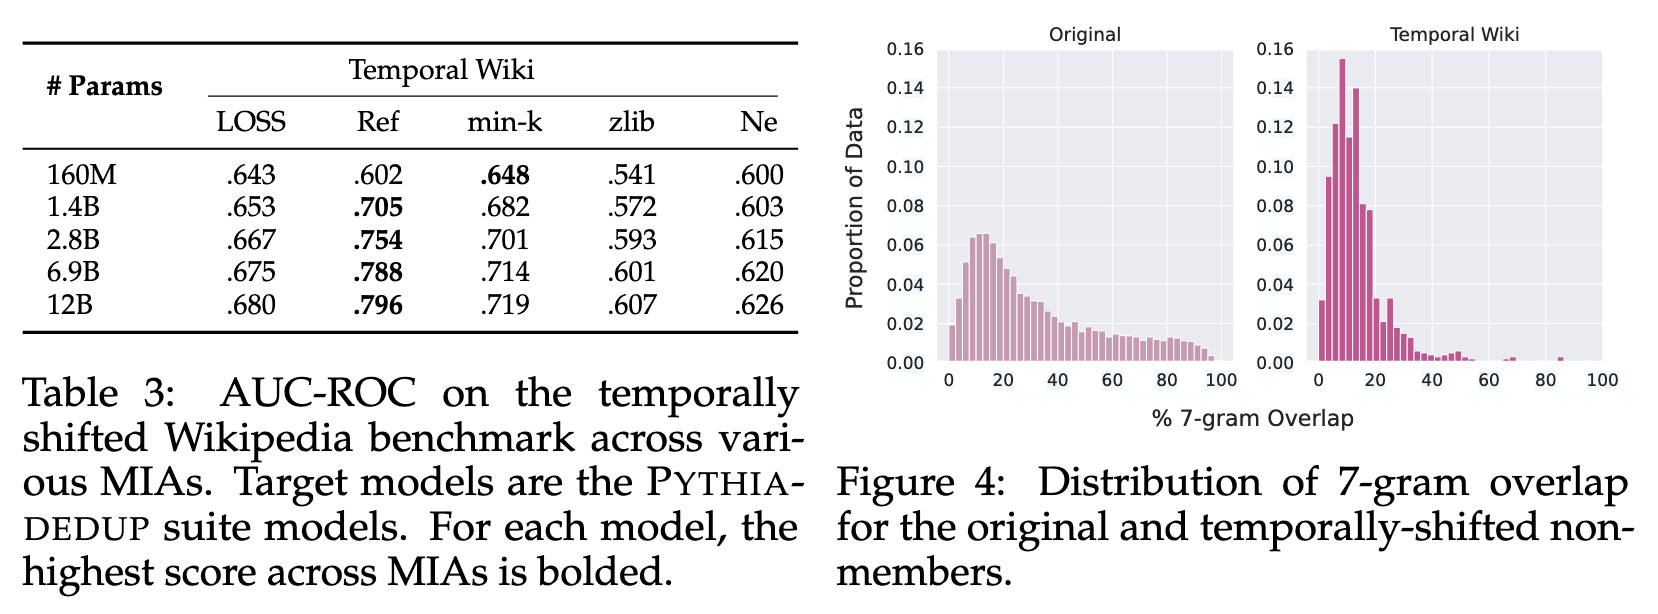 Temporal Wiki
# Params
LOSS Ref min-k zlib Ne
160M .643 .602 .648 .541 .600
1.4B .653 .705 .682 .572 .603
2.8B .667 .754 .701 .593 .615
6.9B .675 .788 .714 .601 .620
12B .680 .796 .719 .607 .626
Table 3: AUC-ROC on the temporally
shifted Wikipedia benchmark across vari-
ous MIAs. Target models are the PYTHIA-
DEDUP suite models. For each model, the
highest score across MIAs is bolded.
Original
Proportion of Data
0.16
0.14
0.12
0.10
0.08
0.06
0.04
0.02
0.00
0 20 40 60 80 100
Temporal Wiki
0.16
0.14
0.12
0.10
0.08
0.06
0.04
0.02
0.00
0 20 40 60 80 100
% 7-gram Overlap
Figure 4: Distribution of 7-gram overlap
for the original and temporally-shifted non-
members.